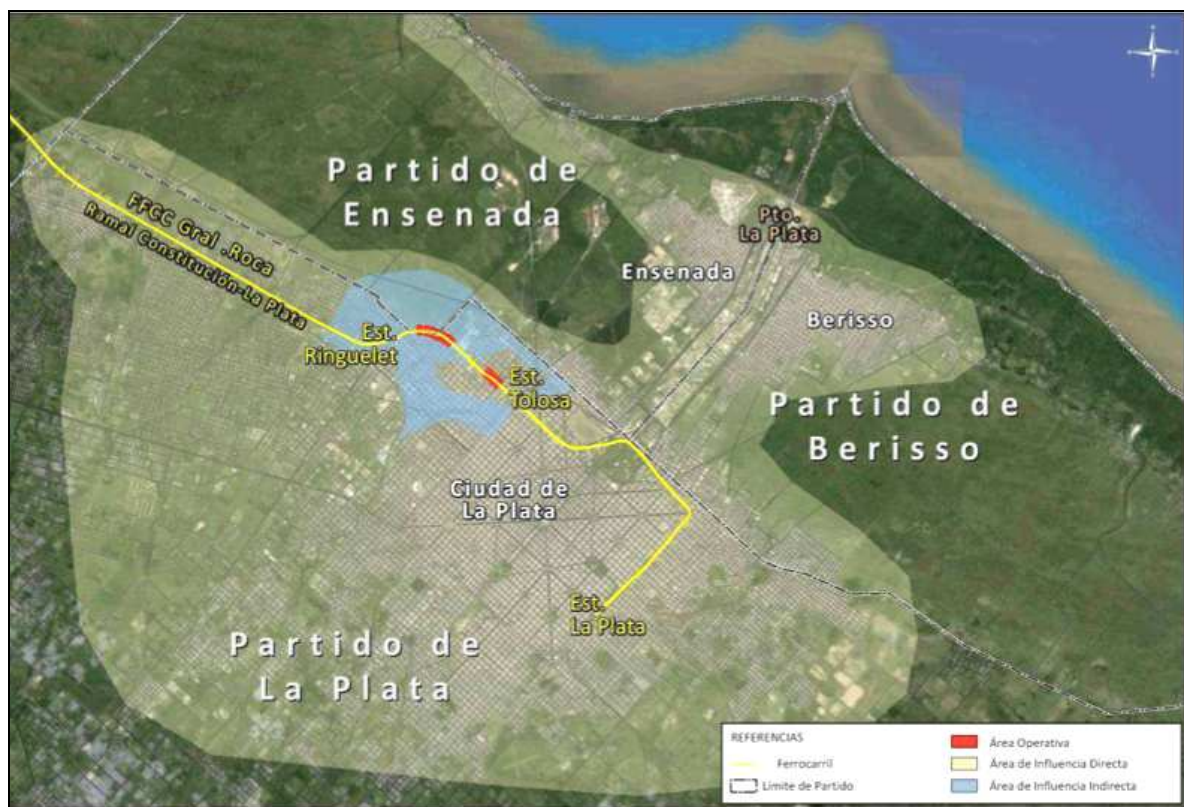 Partido de
Ensenada
FFGC Gral .Roca
Ramal Constitución-La Plata
Pto.
La Plata
Ensenada
Berisso
Est.
Ringuelet
Est.
Tolosa
Partido de
Berisso
Ciudad de
La Plata
Est.
La Plata
Partido de
La Plata
REFERENCIAS
Ferrocarril
Límite de Partido
Área Operativa
Área de Influencia Directa
Área de Influencia Indirecta